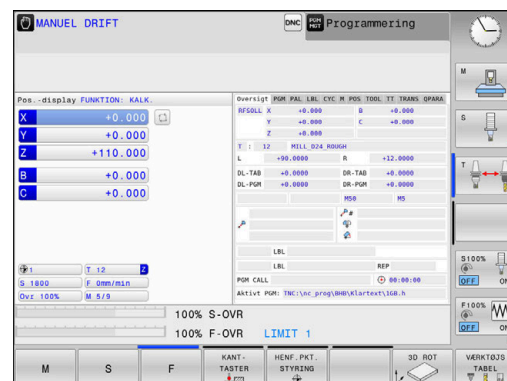 MANUEL DRIFT
DNC PGM MGT Programmering
Pos.-display FUNKTION: KALK.
X +0.000
Y +0.000
Z +110.000
B +0.000
C +0.000
1 T 12 Z
S 1800 F 0mm/min
Ovr 100% M 5/9
Oversigt PGM PAL LBL CYC M POS TOOL TT TRANS QPARA
RFSOLL X +0.000 B +0.000
Y +0.000 C +0.000
Z +0.000
T : 12 MILL_D24_ROUGH
L +90.0000 R +12.0000
DL-TAB +0.0000 DR-TAB +0.0000
DL-PGM +0.0000 DR-PGM +0.0000
M50 M5
P#
LBL
LBL REP
PGM CALL 00:00:00
Aktivt PGM: TNC:\nc_prog\BHB\Klartext\1GB.h
100% S-OVR
100% F-OVR LIMIT 1
M
S
T
S100%
OFF ON
F100%
OFF ON
M
S
F
KANT-
TASTER
HENF.PKT.
STYRING
3D ROT
VÆRKTØJS
TABEL